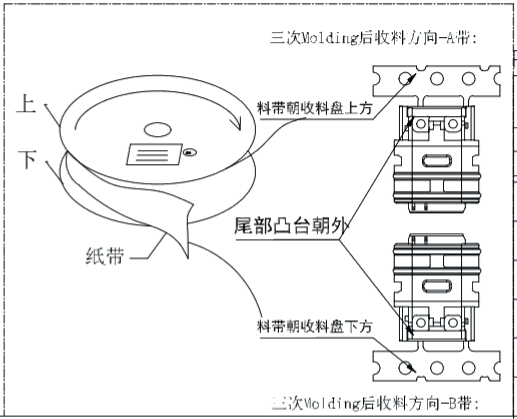 三次Molding后收料方向-A带:
上
料带朝收料盘上方
下
尾部凸台朝外
纸带
料带朝收料盘下方
三次Molding后收料方向-B带: